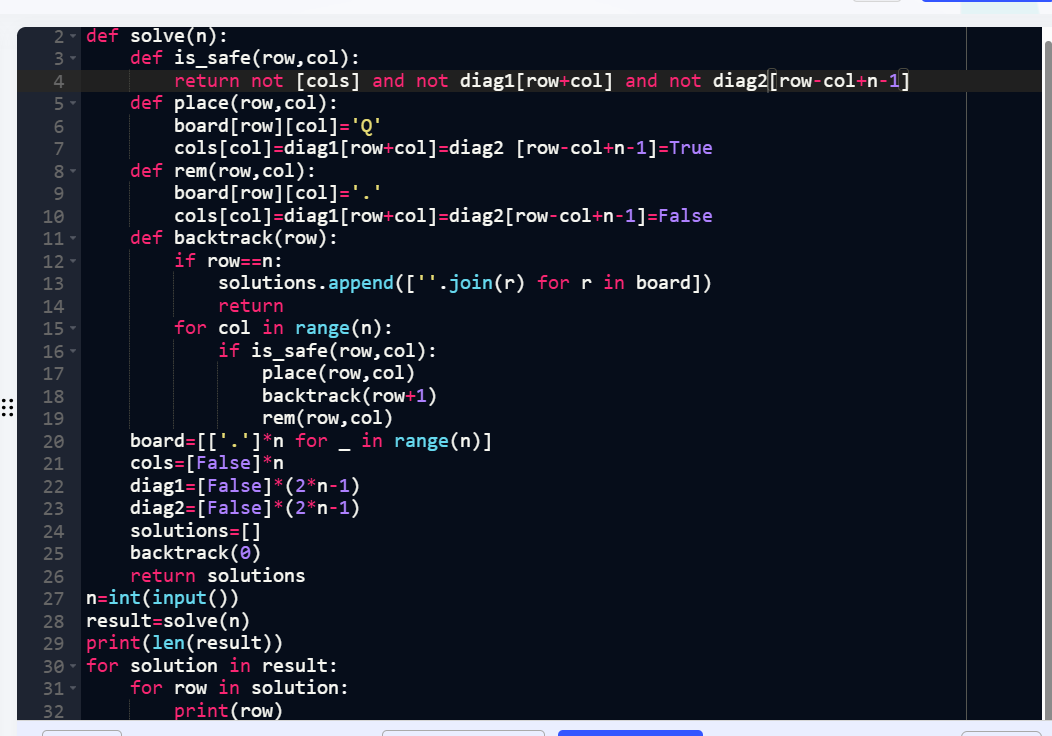 2 def solve(n):
3     def is_safe(row,col):
4         return not [cols] and not diag1[row+col] and not diag2[row-col+n-1]
5     def place(row,col):
6         board[row][col]='Q'
7         cols[col]=diag1[row+col]=diag2 [row-col+n-1]=True
8     def rem(row,col):
9         board[row][col]='.'
10         cols[col]=diag1[row+col]=diag2[row-col+n-1]=False
11     def backtrack(row):
12         if row==n:
13             solutions.append([''.join(r) for r in board])
14             return
15         for col in range(n):
16             if is_safe(row,col):
17                 place(row,col)
18                 backtrack(row+1)
19                 rem(row,col)
20     board=[['.']*n for _ in range(n)]
21     cols=[False]*n
22     diag1=[False]*(2*n-1)
23     diag2=[False]*(2*n-1)
24     solutions=[]
25     backtrack(0)
26     return solutions
27 n=int(input())
28 result=solve(n)
29 print(len(result))
30 for solution in result:
31     for row in solution:
32         print(row)